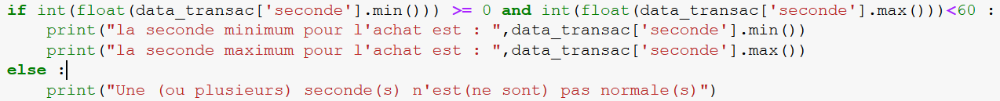 if int(float(data_transac['seconde'].min())) >= 0 and int(float(data_transac['seconde'].max()))<60 :
    print("la seconde minimum pour l'achat est : ",data_transac['seconde'].min())
    print("la seconde maximum pour l'achat est : ",data_transac['seconde'].max())
else :
    print("Une (ou plusieurs) seconde(s) n'est(ne sont) pas normale(s)")